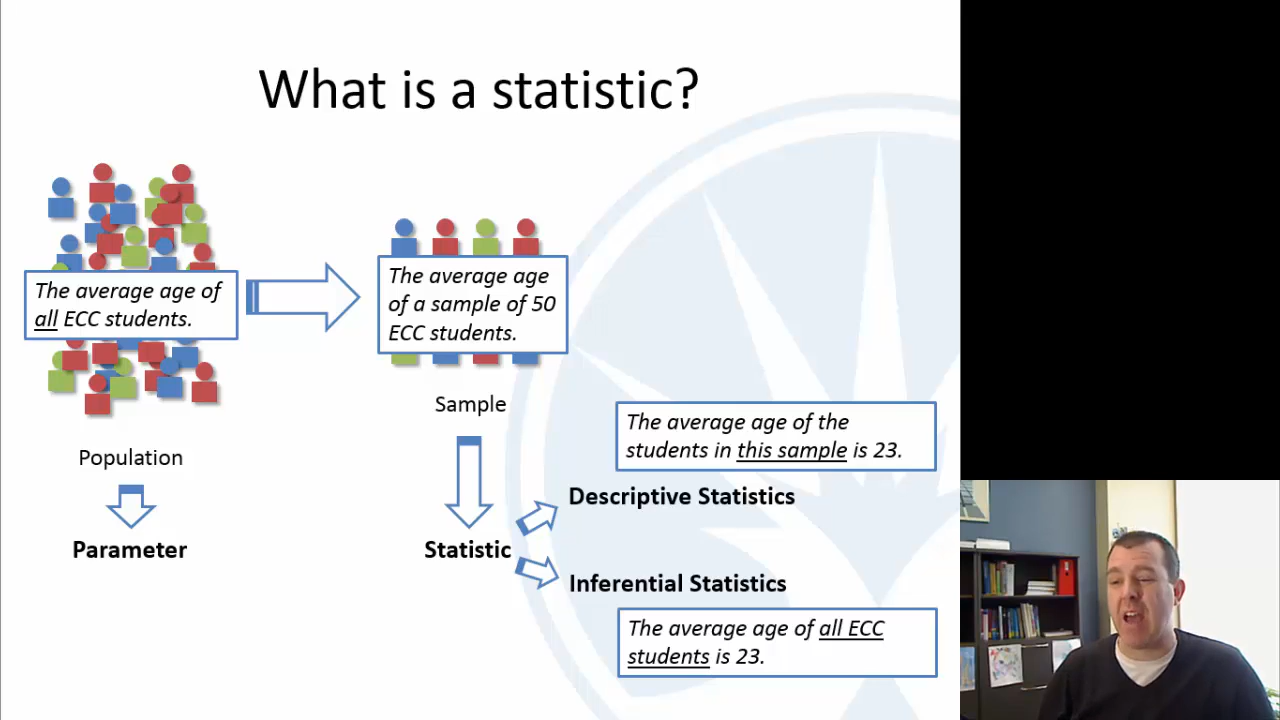 What is a statistic?
The average age of
all ECC students.
The average age
of a sample of 50
ECC students.
Population
Parameter
Sample
Statistic
The average age of the
students in this sample is 23.
Descriptive Statistics
Inferential Statistics
The average age of all ECC
students is 23.